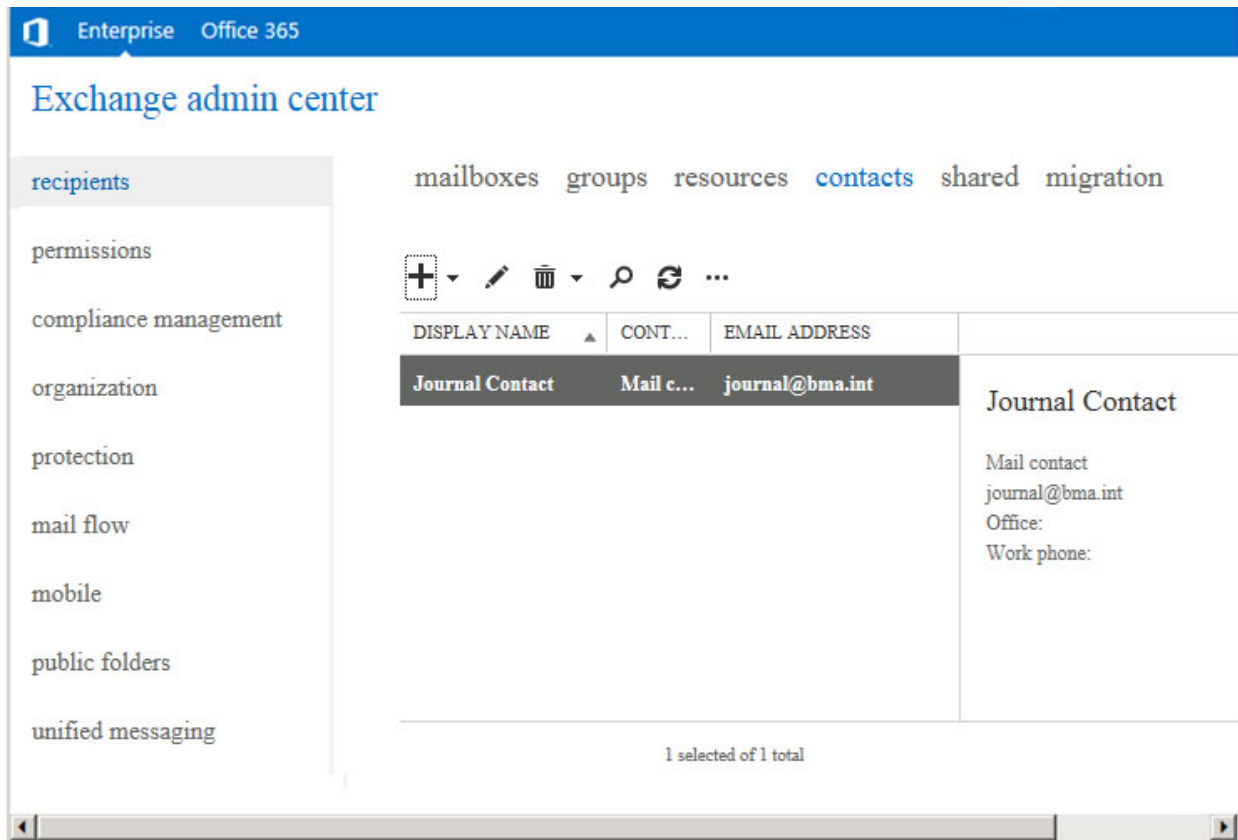 Enterprise Office 365
Exchange admin center
recipients
permissions
compliance management
organization
protection
mail flow
mobile
public folders
unified messaging
mailboxes groups resources contacts shared migration
DISPLAY NAME CONT... EMAIL ADDRESS
Journal Contact Mail c... journal@bma.int
Journal Contact
Mail contact
journal@bma.int
Office:
Work phone:
1 selected of 1 total